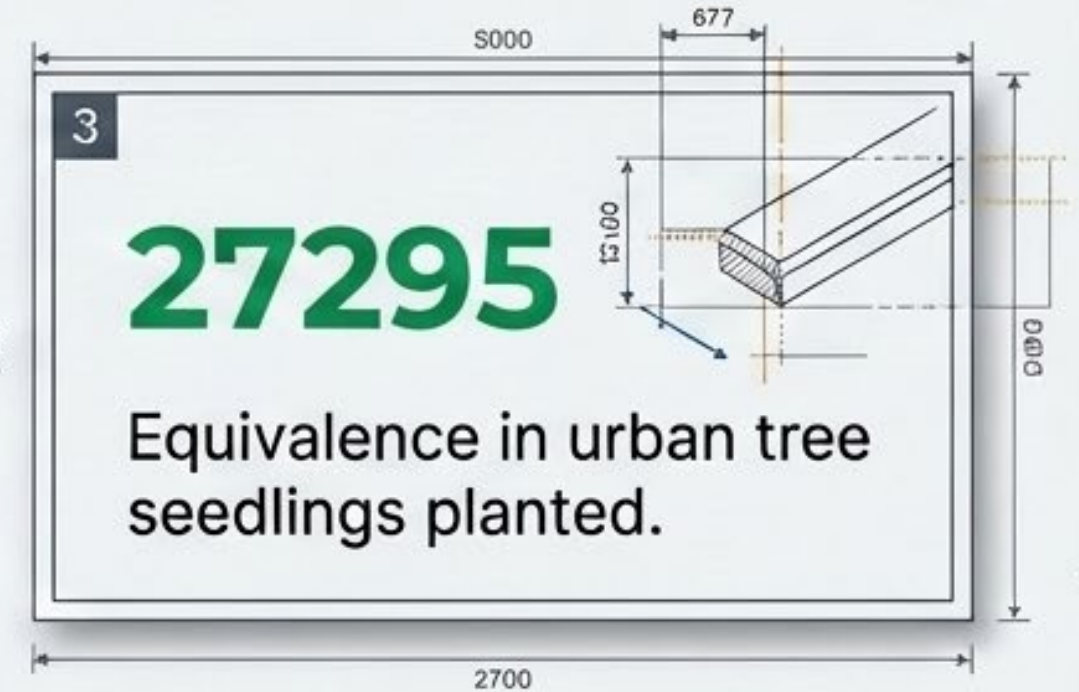 677
S000
3
27295
Equivalence in urban tree
seedlings planted.
2700